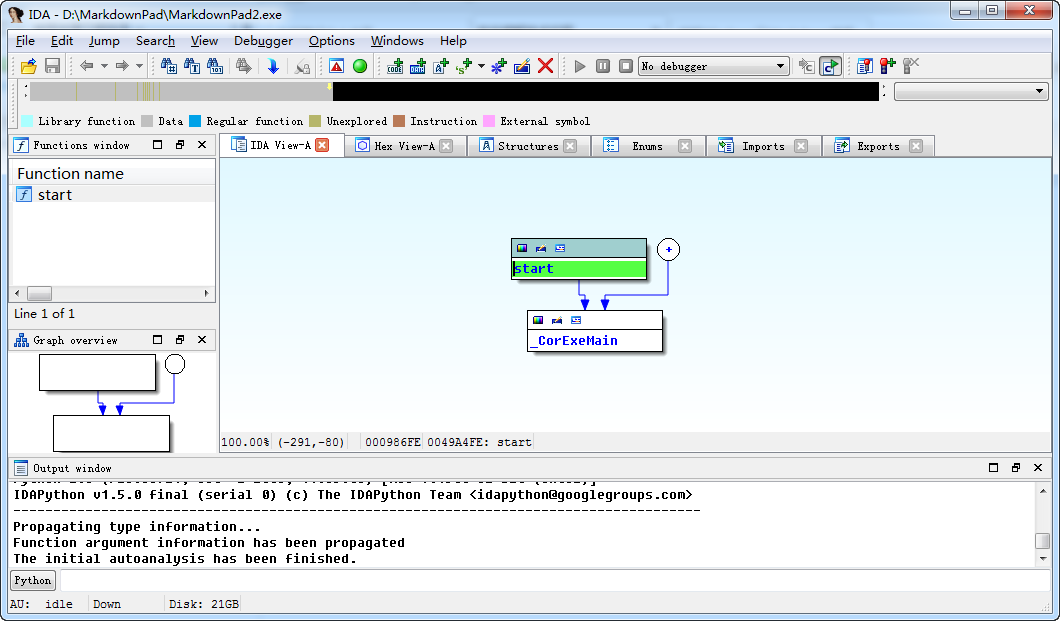 IDA - D:\MarkdownPad\MarkdownPad2.exe
File Edit Jump Search View Debugger Options Windows Help
No debugger
Library function Data Regular function Unexplored Instruction External symbol
Functions window
IDA View-A Hex View-A Structures Enums Imports Exports
Function name
start
Line 1 of 1
Graph overview
start
_CorExeMain
100.00% (-291,-80) 000986FE 0049A4FE: start
Output window
IDAPython v1.5.0 final (serial 0) (c) The IDAPython Team <idapython@googlegroups.com>
---------------------------------------------------------------------------------------
Propagating type information...
Function argument information has been propagated
The initial autoanalysis has been finished.
Python
AU: idle Down Disk: 21GB